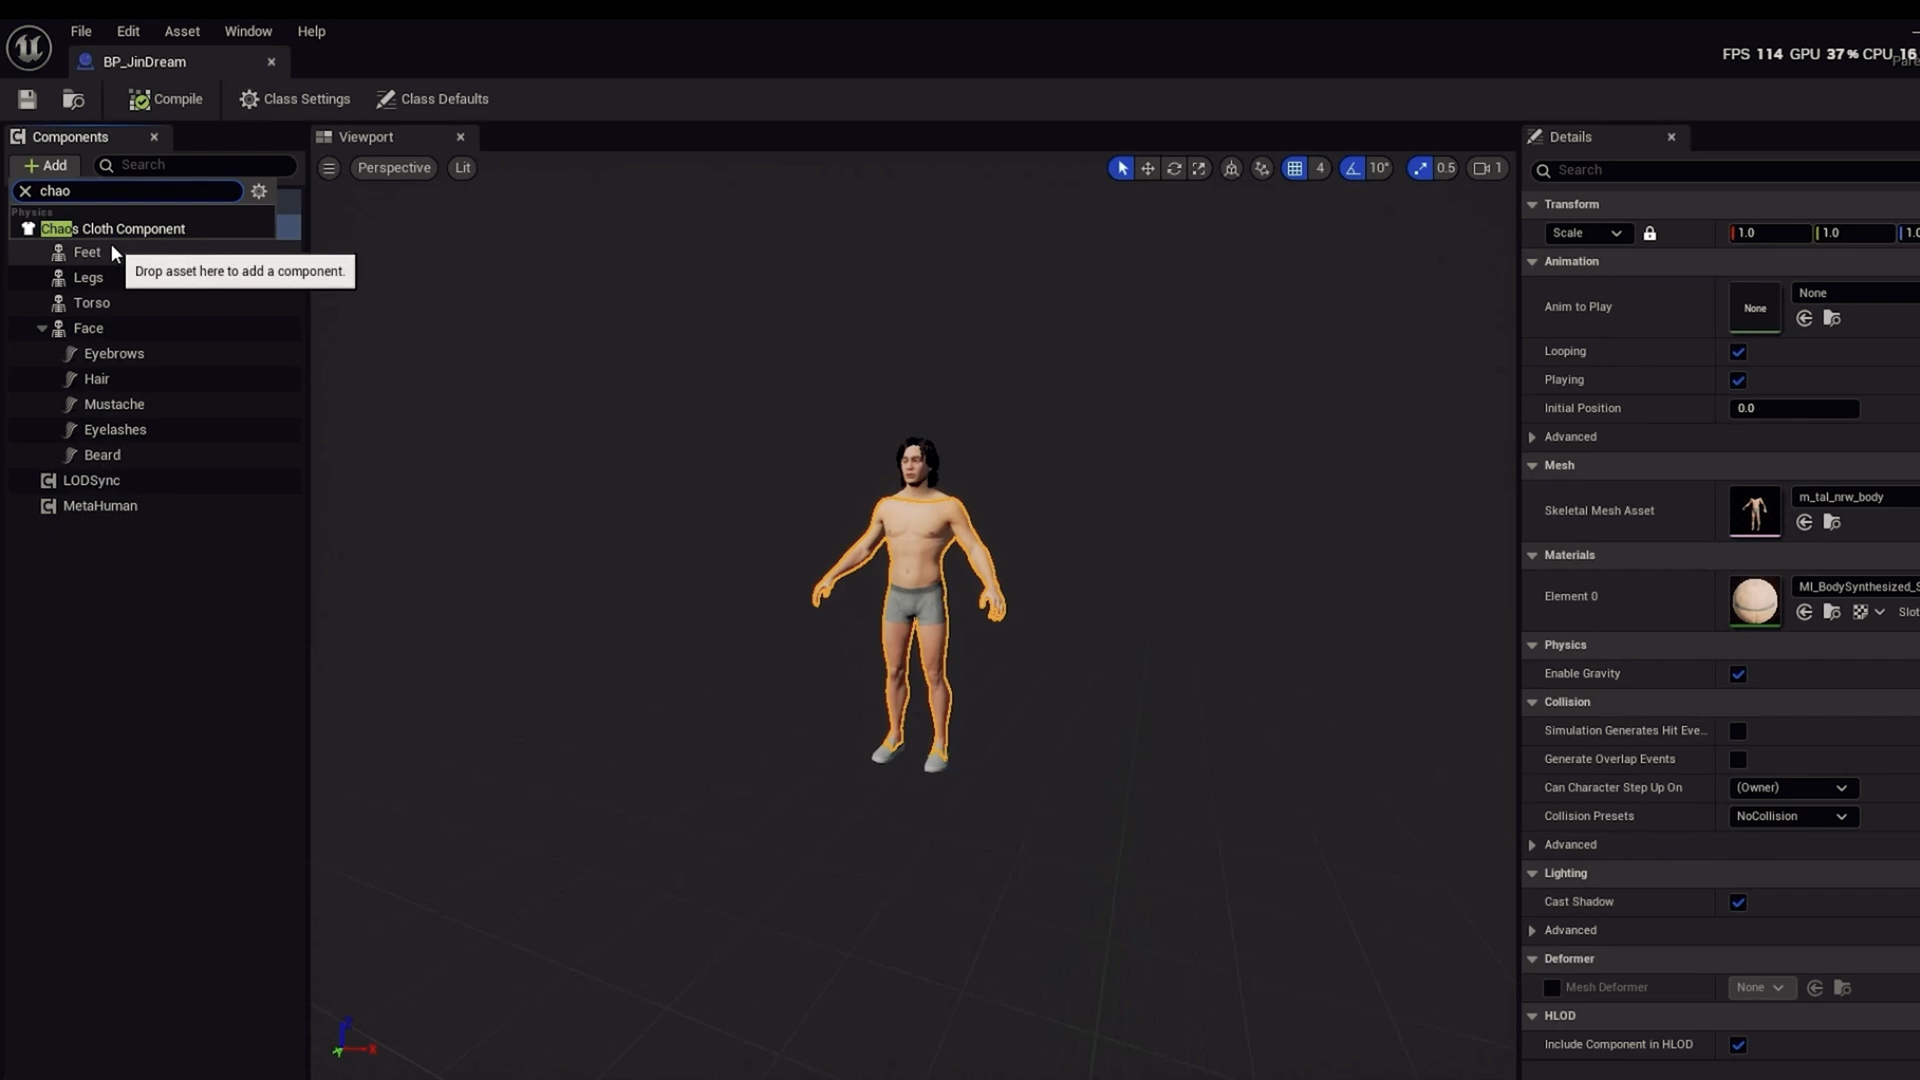 File Edit Asset Window Help
FPS 114 GPU 37% CPU 16
BP_JinDream
Pare
Compile Class Settings Class Defaults
Components
Viewport
Details
Add Search
Perspective Lit
4 10° 0.5 1
Search
chao
Physics
Chaos Cloth Component
Feet
Drop asset here to add a component.
Legs
Torso
Face
Eyebrows
Hair
Mustache
Eyelashes
Beard
LODSync
MetaHuman
Transform
Scale 1.0 1.0 1.0
Animation
Anim to Play None None
Looping
Playing
Initial Position 0.0
Advanced
Mesh
Skeletal Mesh Asset m_tal_nrw_body
Materials
Element 0 MI_BodySynthesized_S
Slot
Physics
Enable Gravity
Collision
Simulation Generates Hit Eve...
Generate Overlap Events
Can Character Step Up On (Owner)
Collision Presets NoCollision
Advanced
Lighting
Cast Shadow
Advanced
Deformer
Mesh Deformer None
HLOD
Include Component in HLOD
Z
Y X